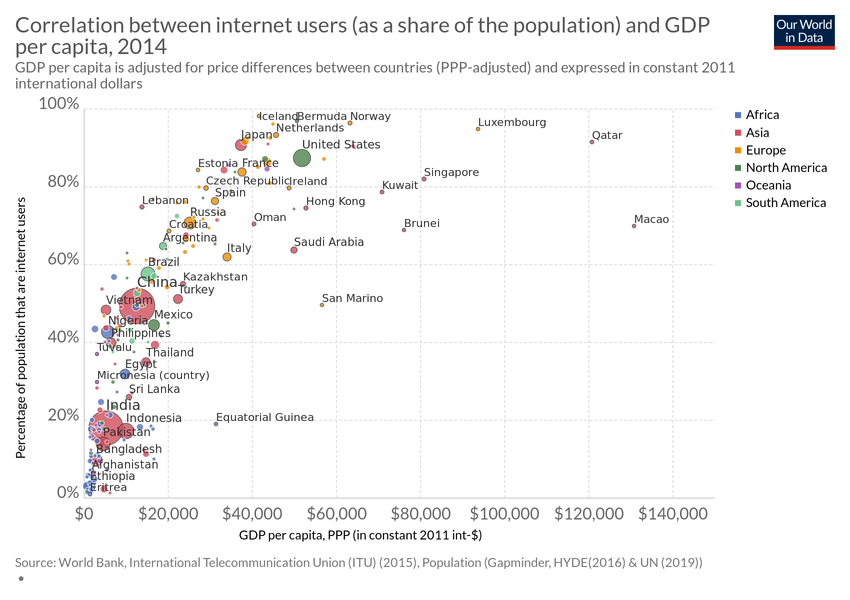 Correlation between internet users (as a share of the population) and GDP
per capita, 2014
Our World
in Data
GDP per capita is adjusted for price differences between countries (PPP-adjusted) and expressed in constant 2011
international dollars
100%
80%
60%
40%
20%
0%
Percentage of population that are internet users
Iceland
Bermuda
Norway
Netherlands
Luxembourg
Japan
Qatar
United States
Estonia
France
Singapore
Czech Republic
Ireland
Kuwait
Spain
Lebanon
Hong Kong
Russia
Oman
Croatia
Brunei
Macao
Argentina
Saudi Arabia
Italy
Brazil
Kazakhstan
China
Turkey
Vietnam
San Marino
Mexico
Nigeria
Philippines
Tuvalu
Thailand
Egypt
Micronesia (country)
Sri Lanka
India
Indonesia
Equatorial Guinea
Pakistan
Bangladesh
Afghanistan
Ethiopia
Eritrea
$0
$20,000
$40,000
$60,000
$80,000
$100,000
$120,000
$140,000
GDP per capita, PPP (in constant 2011 int-$)
Africa
Asia
Europe
North America
Oceania
South America
Source: World Bank, International Telecommunication Union (ITU) (2015), Population (Gapminder, HYDE(2016) & UN (2019))
•